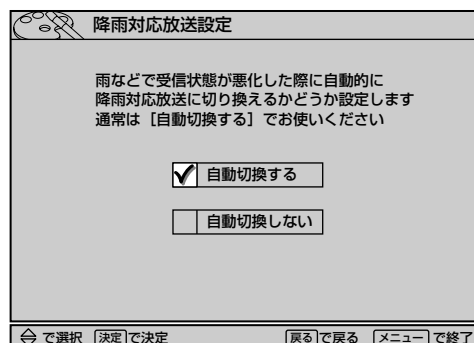 降雨対応放送設定
雨などで受信状態が悪化した際に自動的に
降雨対応放送に切り換えるかどうか設定します
通常は［自動切換する］でお使いください
自動切換する
自動切換しない
で選択 決定で決定 戻るで戻る メニューで終了